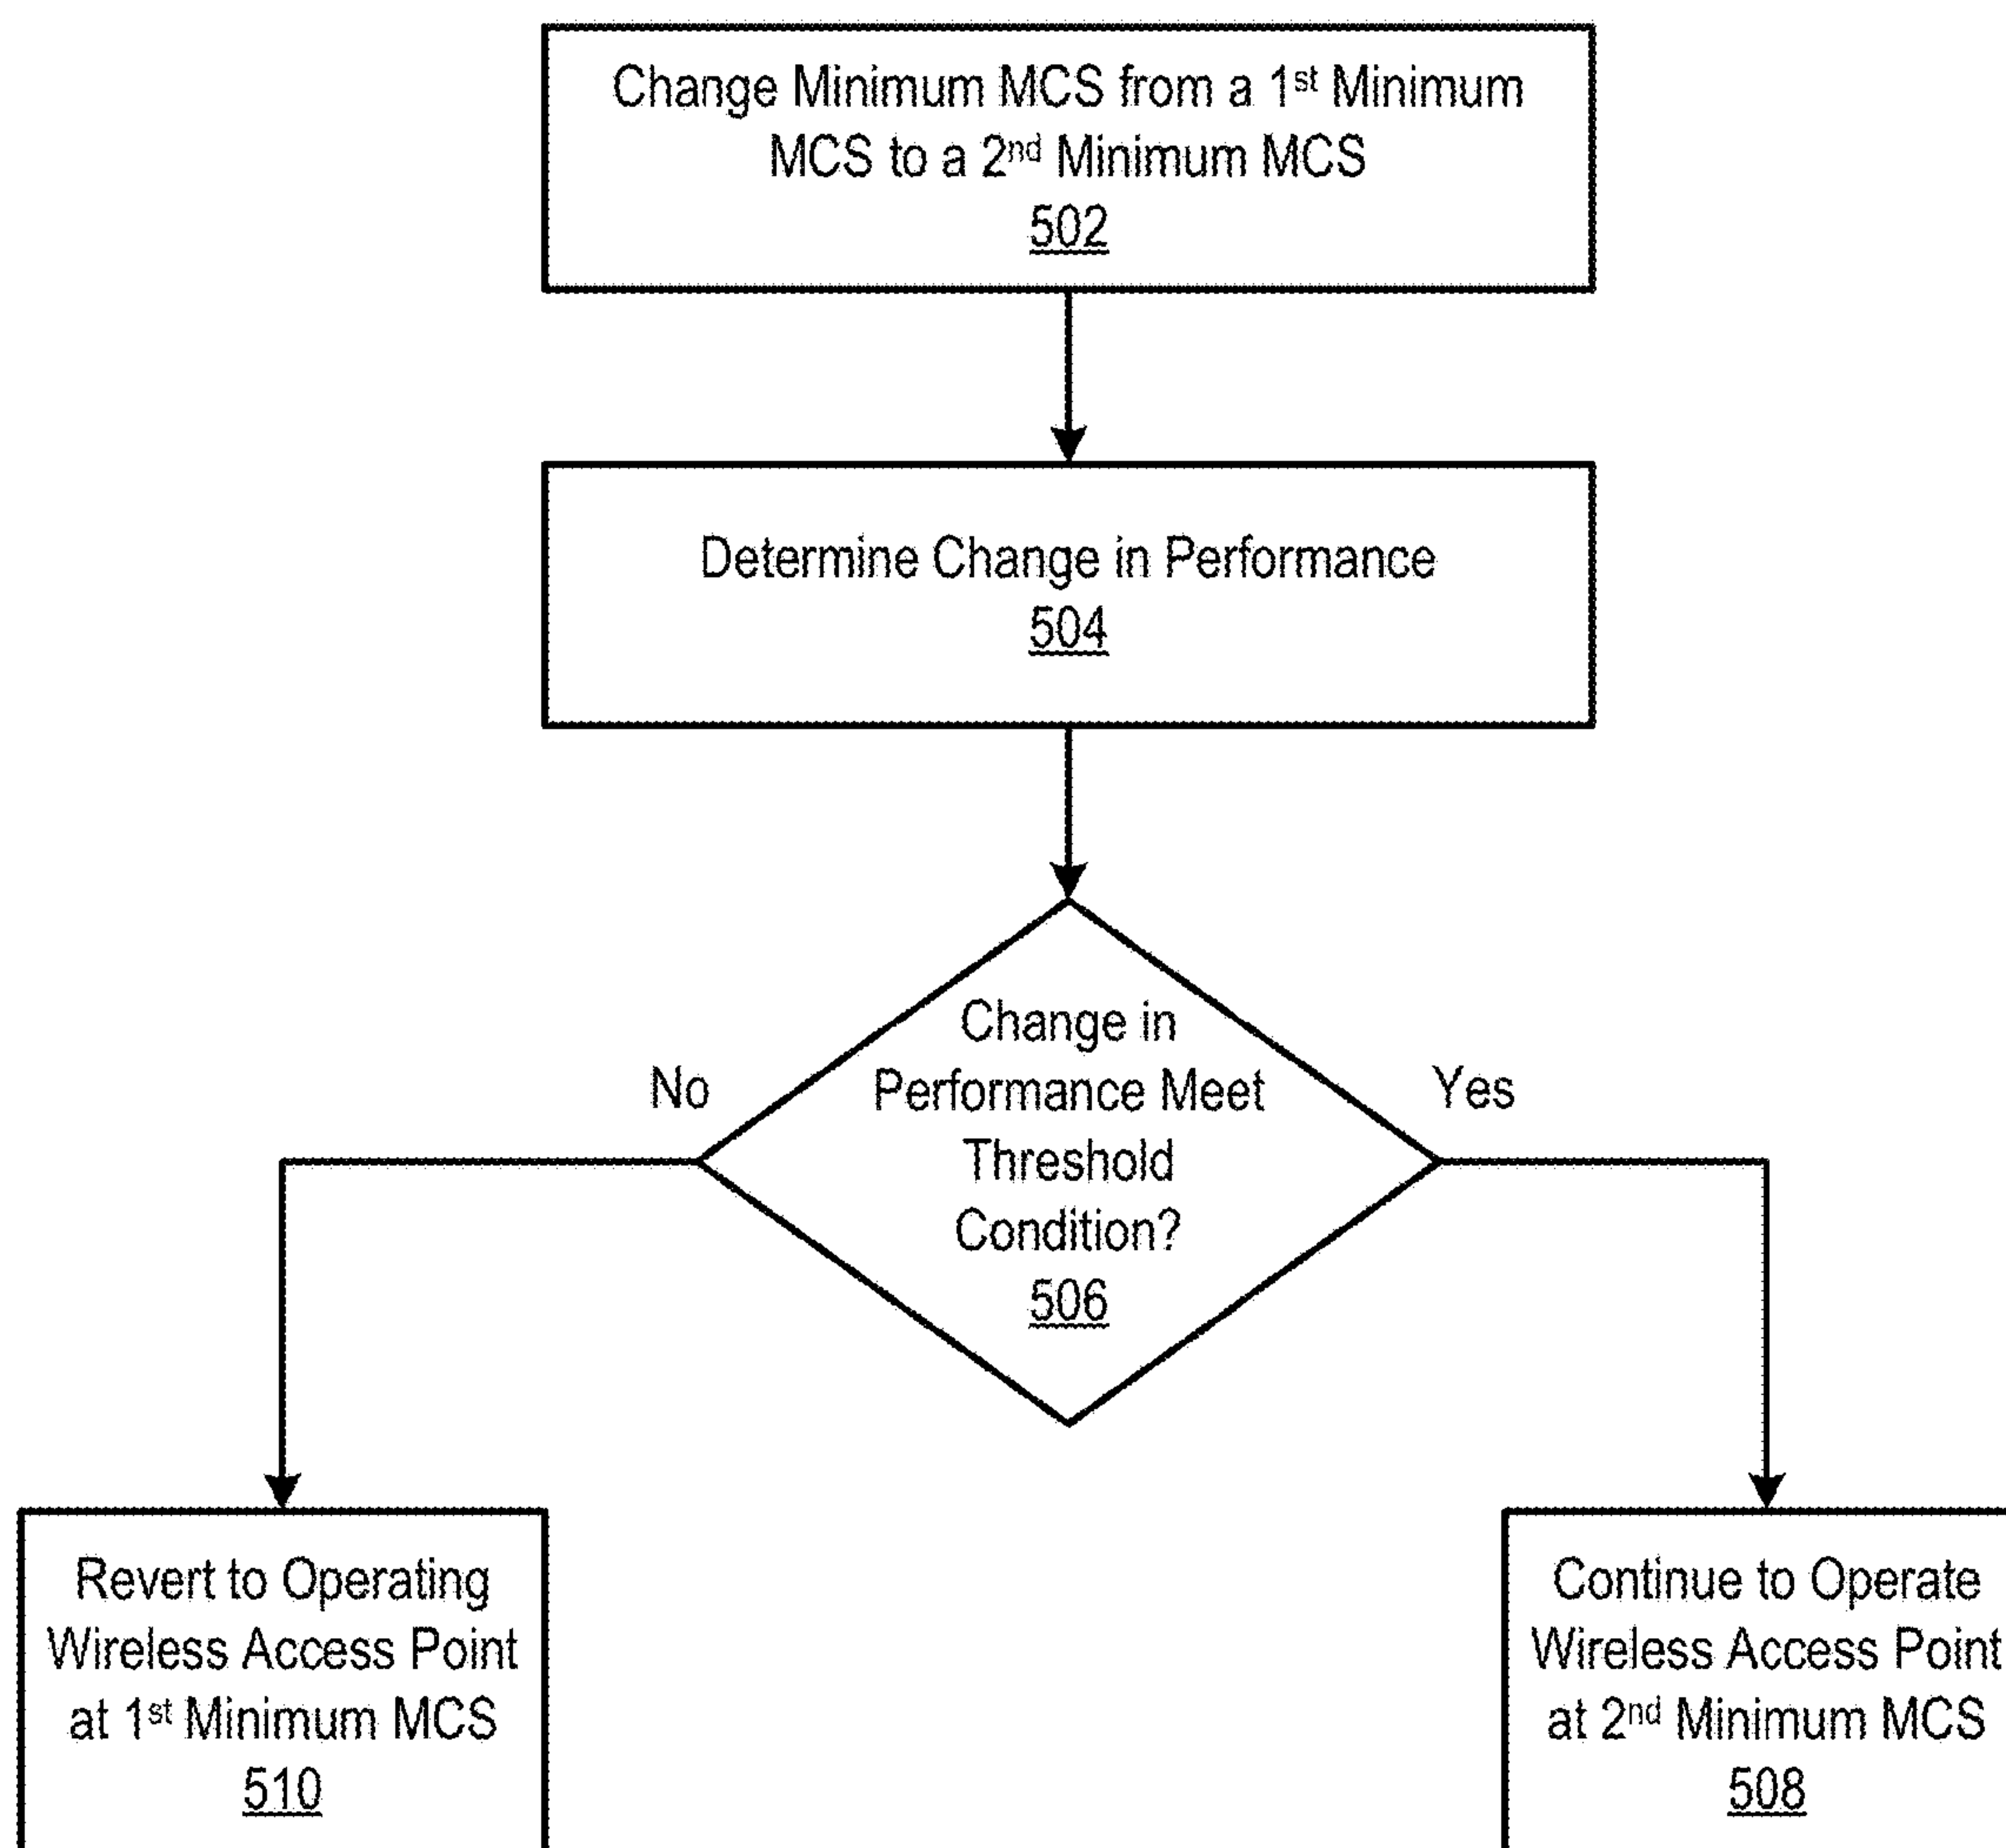 Change Minimum MCS from a 1st Minimum
MCS to a 2nd Minimum MCS
502
Determine Change in Performance
504
Change in
Performance Meet
Threshold
Condition?
506
No
Yes
Revert to Operating
Wireless Access Point
at 1st Minimum MCS
510
Continue to Operate
Wireless Access Point
at 2nd Minimum MCS
508